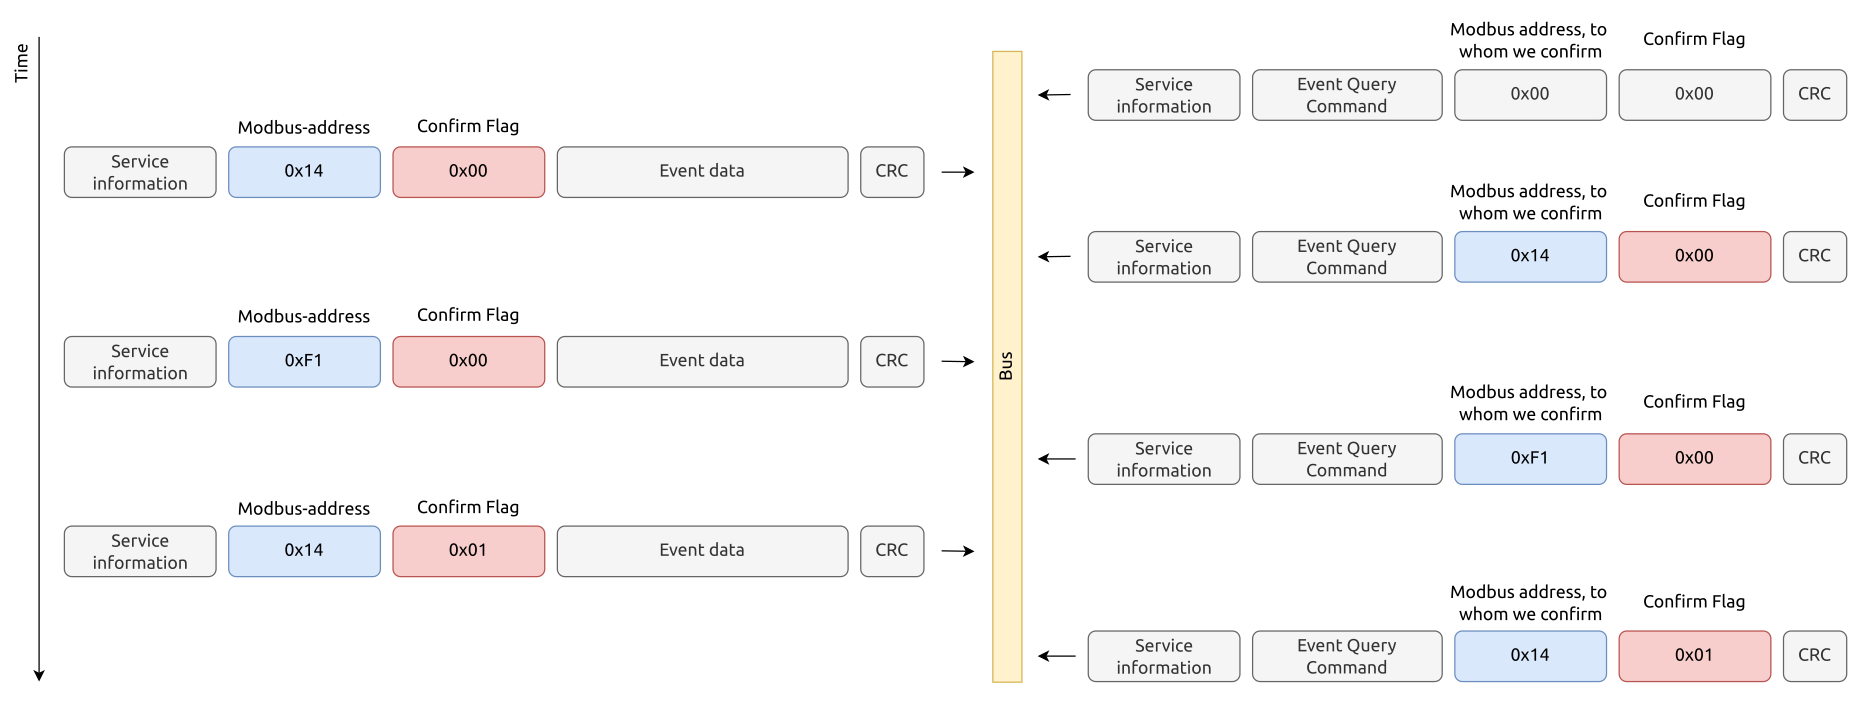 Time
Modbus address, to
whom we confirm
Confirm Flag
Service
information
Event Query
Command
0x00
0x00
CRC
Modbus-address
Confirm Flag
Service
information
0x14
0x00
Event data
CRC
Modbus address, to
whom we confirm
Confirm Flag
Service
information
Event Query
Command
0x14
0x00
CRC
Modbus-address
Confirm Flag
Service
information
0xF1
0x00
Event data
CRC
Bus
Modbus address, to
whom we confirm
Confirm Flag
Service
information
Event Query
Command
0xF1
0x00
CRC
Modbus-address
Confirm Flag
Service
information
0x14
0x01
Event data
CRC
Modbus address, to
whom we confirm
Confirm Flag
Service
information
Event Query
Command
0x14
0x01
CRC